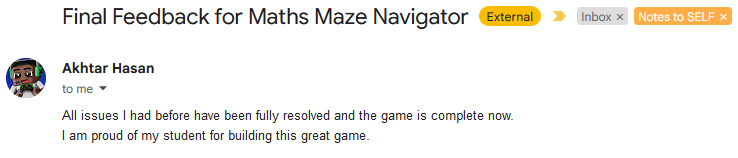 Final Feedback for Maths Maze Navigator External Inbox × Notes to SELF ×
Akhtar Hasan
to me
All issues I had before have been fully resolved and the game is complete now.
I am proud of my student for building this great game.